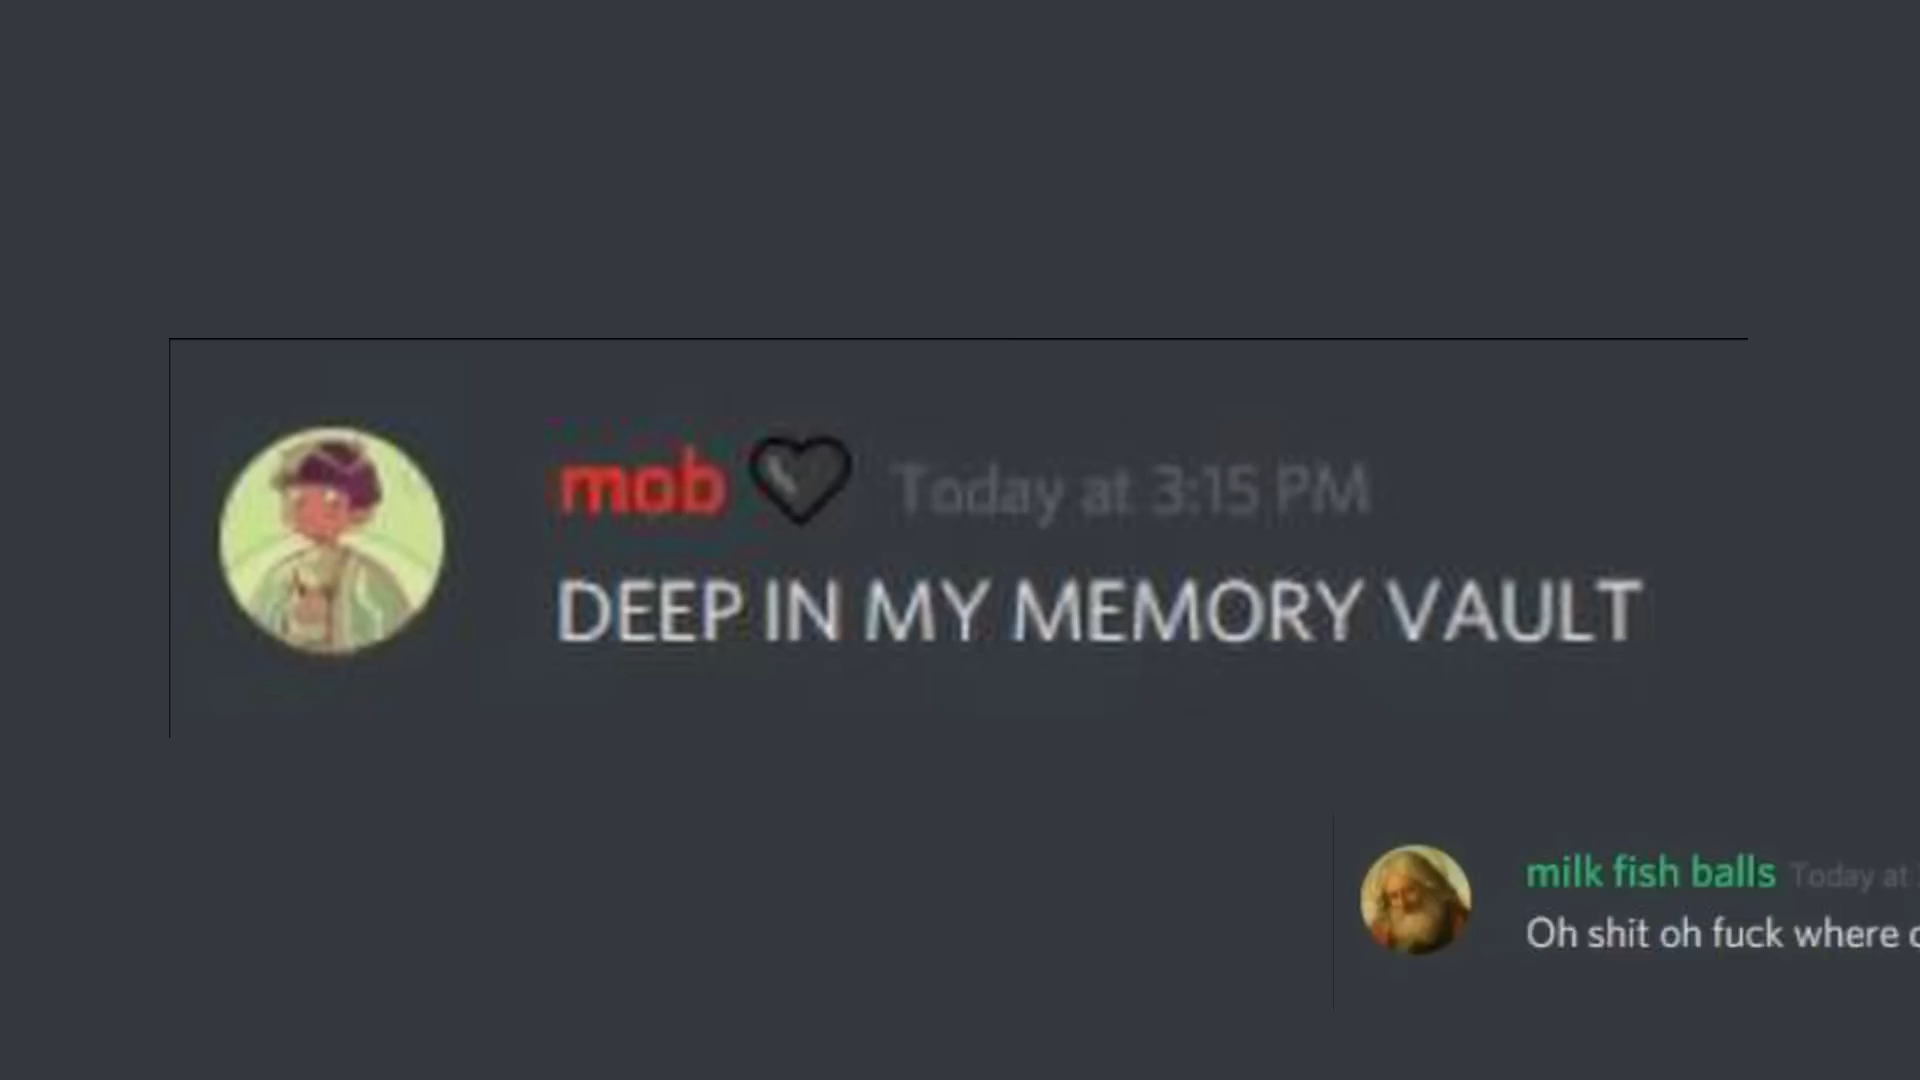 mob🖤 Today at 3:15 PM
DEEP IN MY MEMORY VAULT
milk fish balls Today at
Oh shit oh fuck where